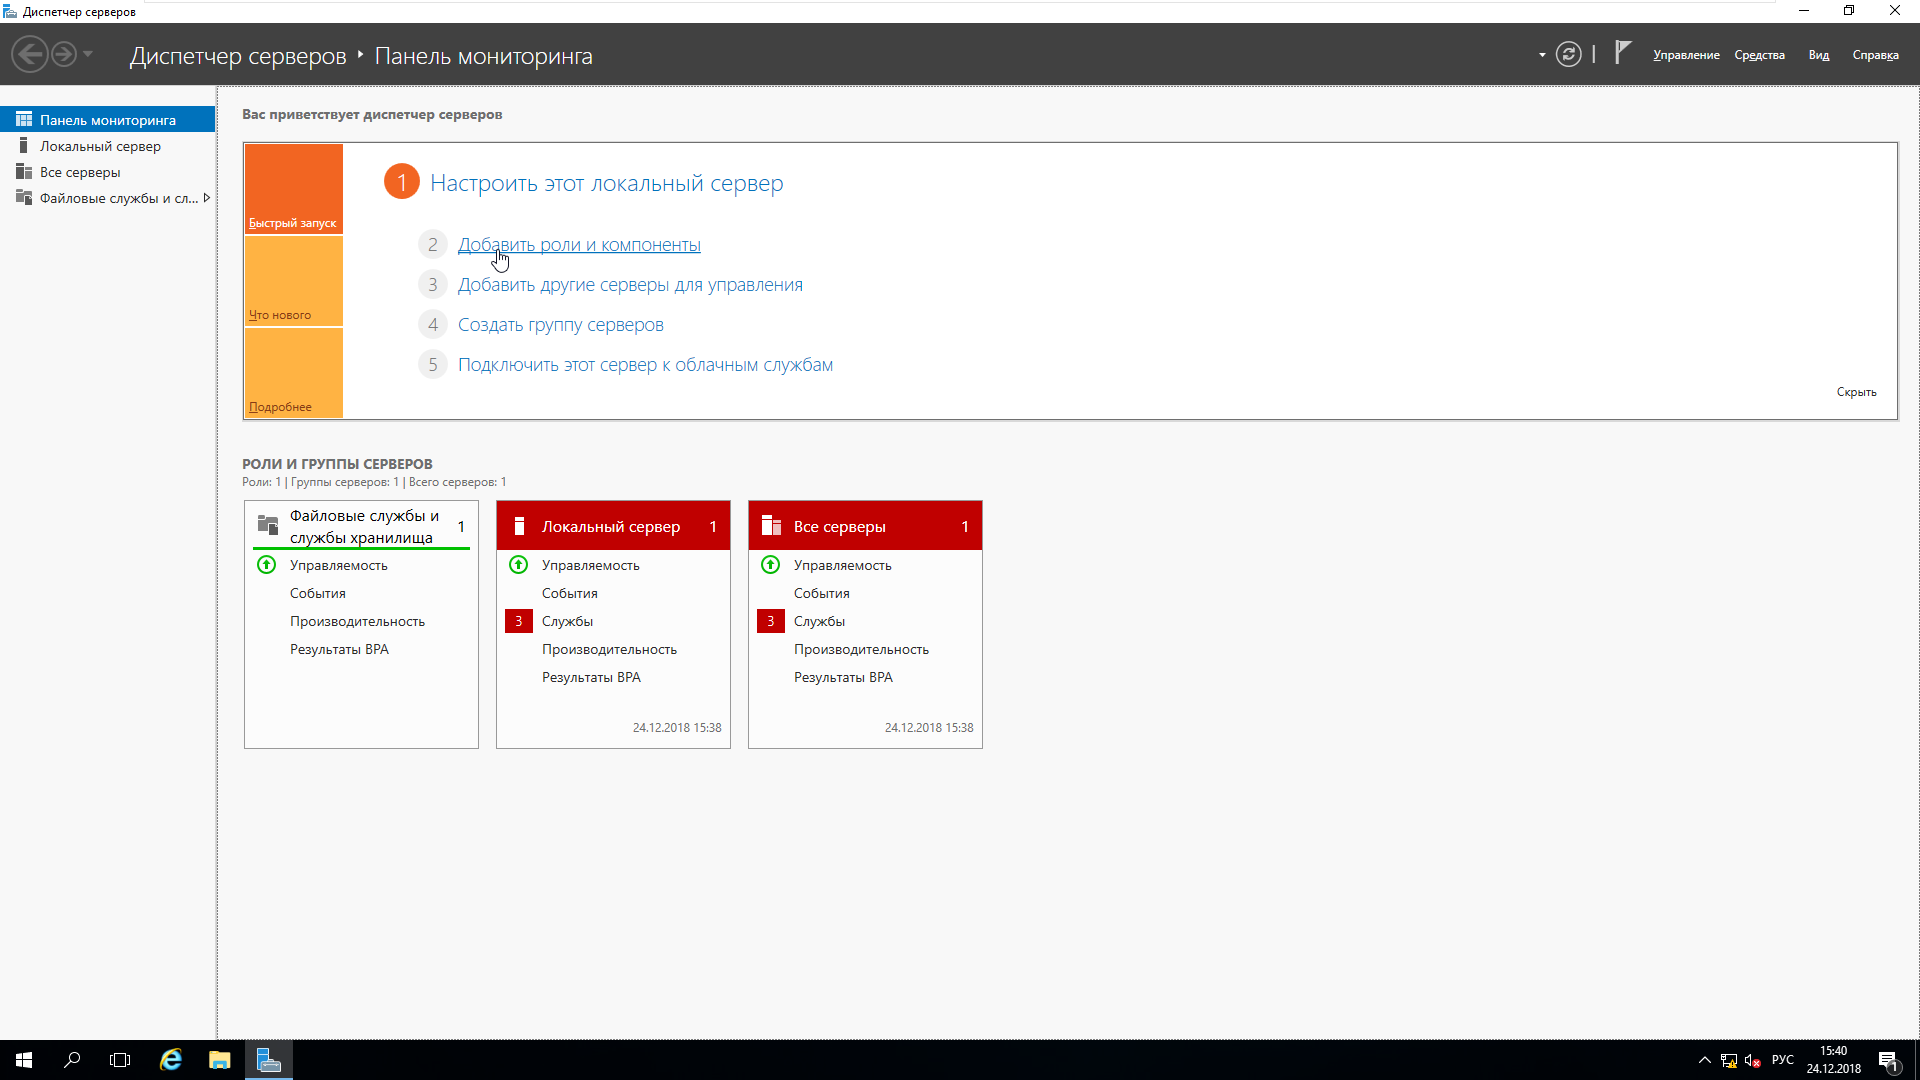 Диспетчер серверов
Диспетчер серверов ‣ Панель мониторинга
Управление Средства Вид Справка
Панель мониторинга
Локальный сервер
Все серверы
Файловые службы и сл...
Вас приветствует диспетчер серверов
Быстрый запуск
Что нового
Подробнее
1 Настроить этот локальный сервер
2 Добавить роли и компоненты
3 Добавить другие серверы для управления
4 Создать группу серверов
5 Подключить этот сервер к облачным службам
Скрыть
РОЛИ И ГРУППЫ СЕРВЕРОВ
Роли: 1 | Группы серверов: 1 | Всего серверов: 1
Файловые службы и
службы хранилища 1
Управляемость
События
Производительность
Результаты BPA
Локальный сервер 1
Управляемость
События
3 Службы
Производительность
Результаты BPA
24.12.2018 15:38
Все серверы 1
Управляемость
События
3 Службы
Производительность
Результаты BPA
24.12.2018 15:38
РУС
15:40
24.12.2018
1